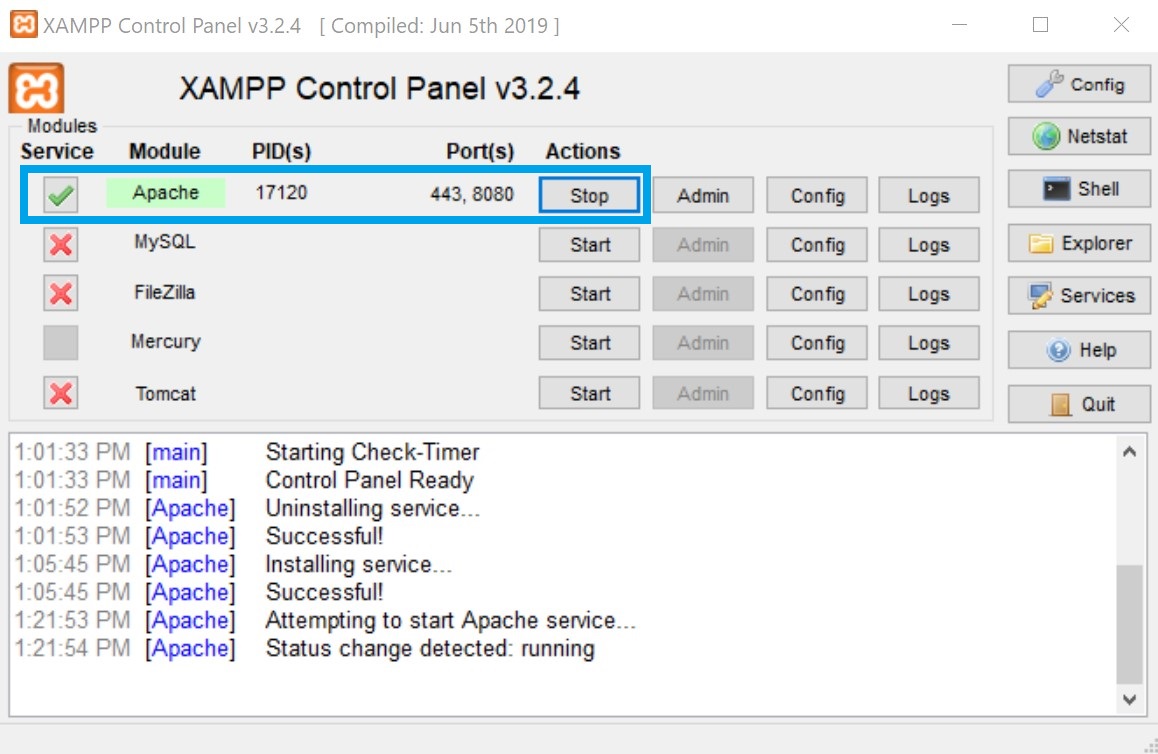 XAMPP Control Panel v3.2.4 [ Compiled: Jun 5th 2019 ]
XAMPP Control Panel v3.2.4
Config
Modules
Service Module PID(s) Port(s) Actions
Netstat
Apache 17120 443, 8080 Stop Admin Config Logs
Shell
MySQL Start Admin Config Logs
Explorer
FileZilla Start Admin Config Logs
Services
Mercury Start Admin Config Logs
Help
Tomcat Start Admin Config Logs
Quit
1:01:33 PM [main] Starting Check-Timer
1:01:33 PM [main] Control Panel Ready
1:01:52 PM [Apache] Uninstalling service...
1:01:53 PM [Apache] Successful!
1:05:45 PM [Apache] Installing service...
1:05:45 PM [Apache] Successful!
1:21:53 PM [Apache] Attempting to start Apache service...
1:21:54 PM [Apache] Status change detected: running